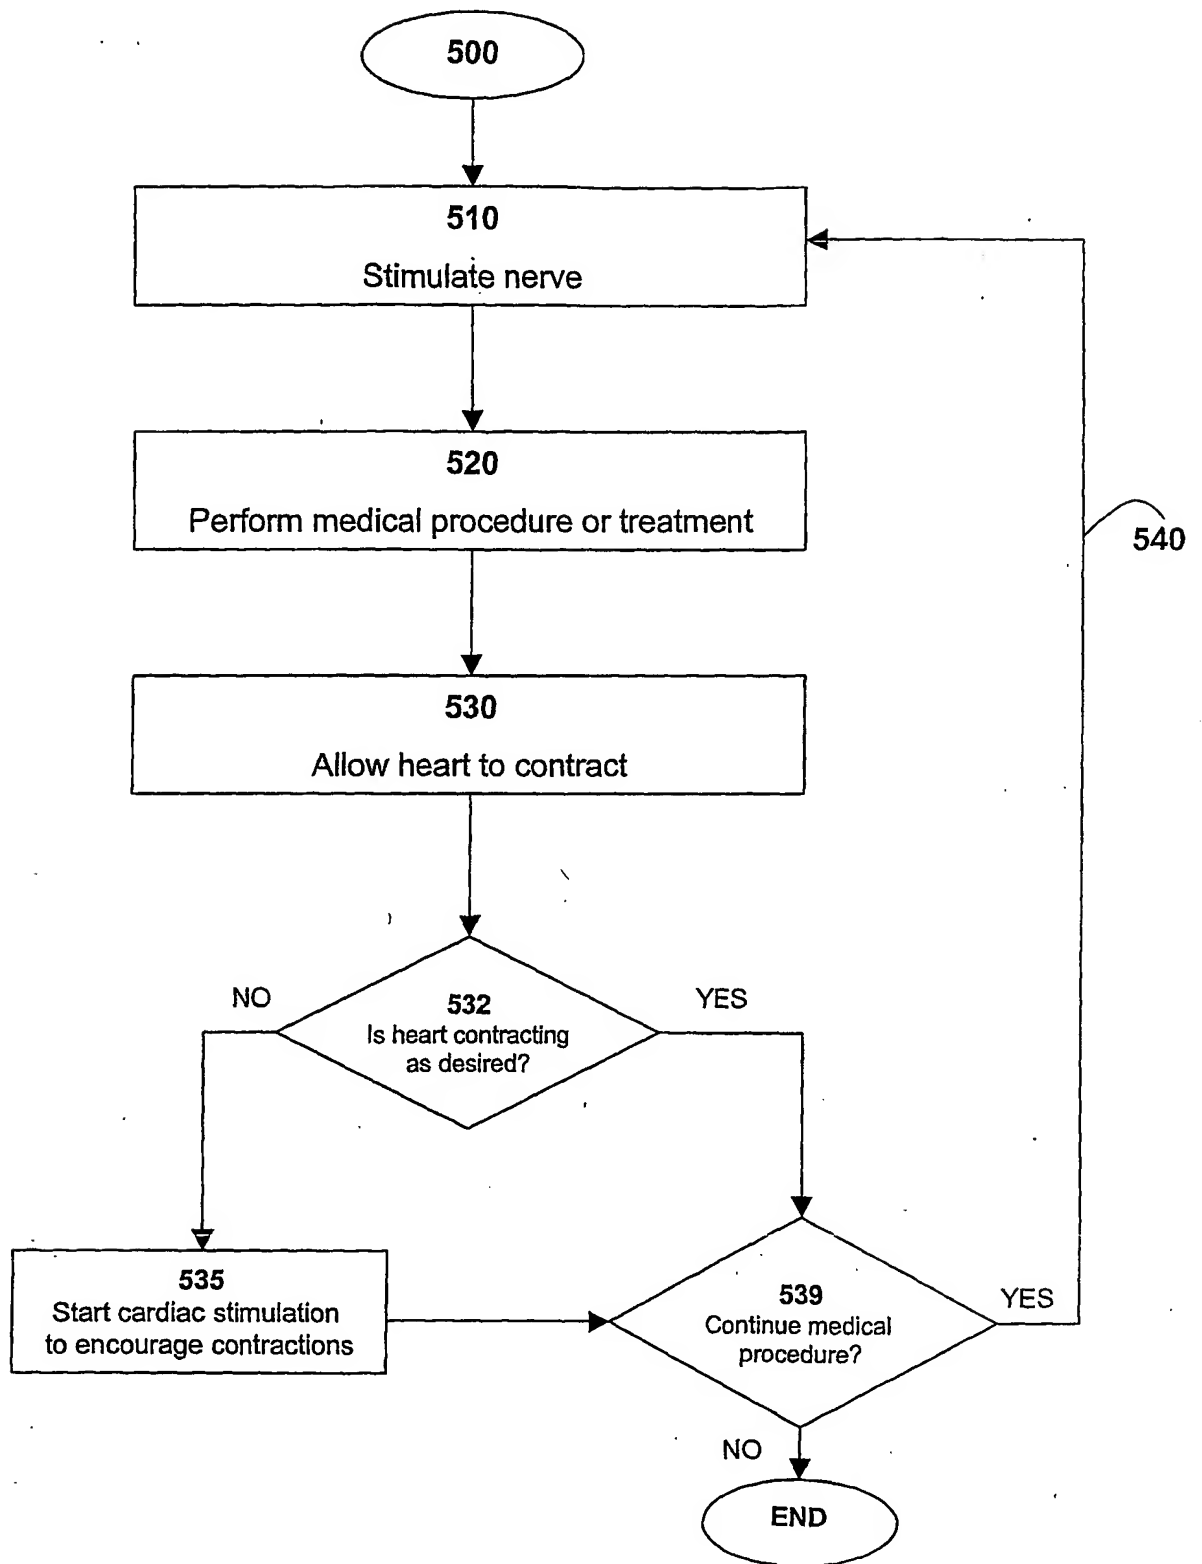 500
510
Stimulate nerve
520
Perform medical procedure or treatment
540
530
Allow heart to contract
NO
YES
532
Is heart contracting
as desired?
535
Start cardiac stimulation
to encourage contractions
539
Continue medical
procedure?
YES
NO
END